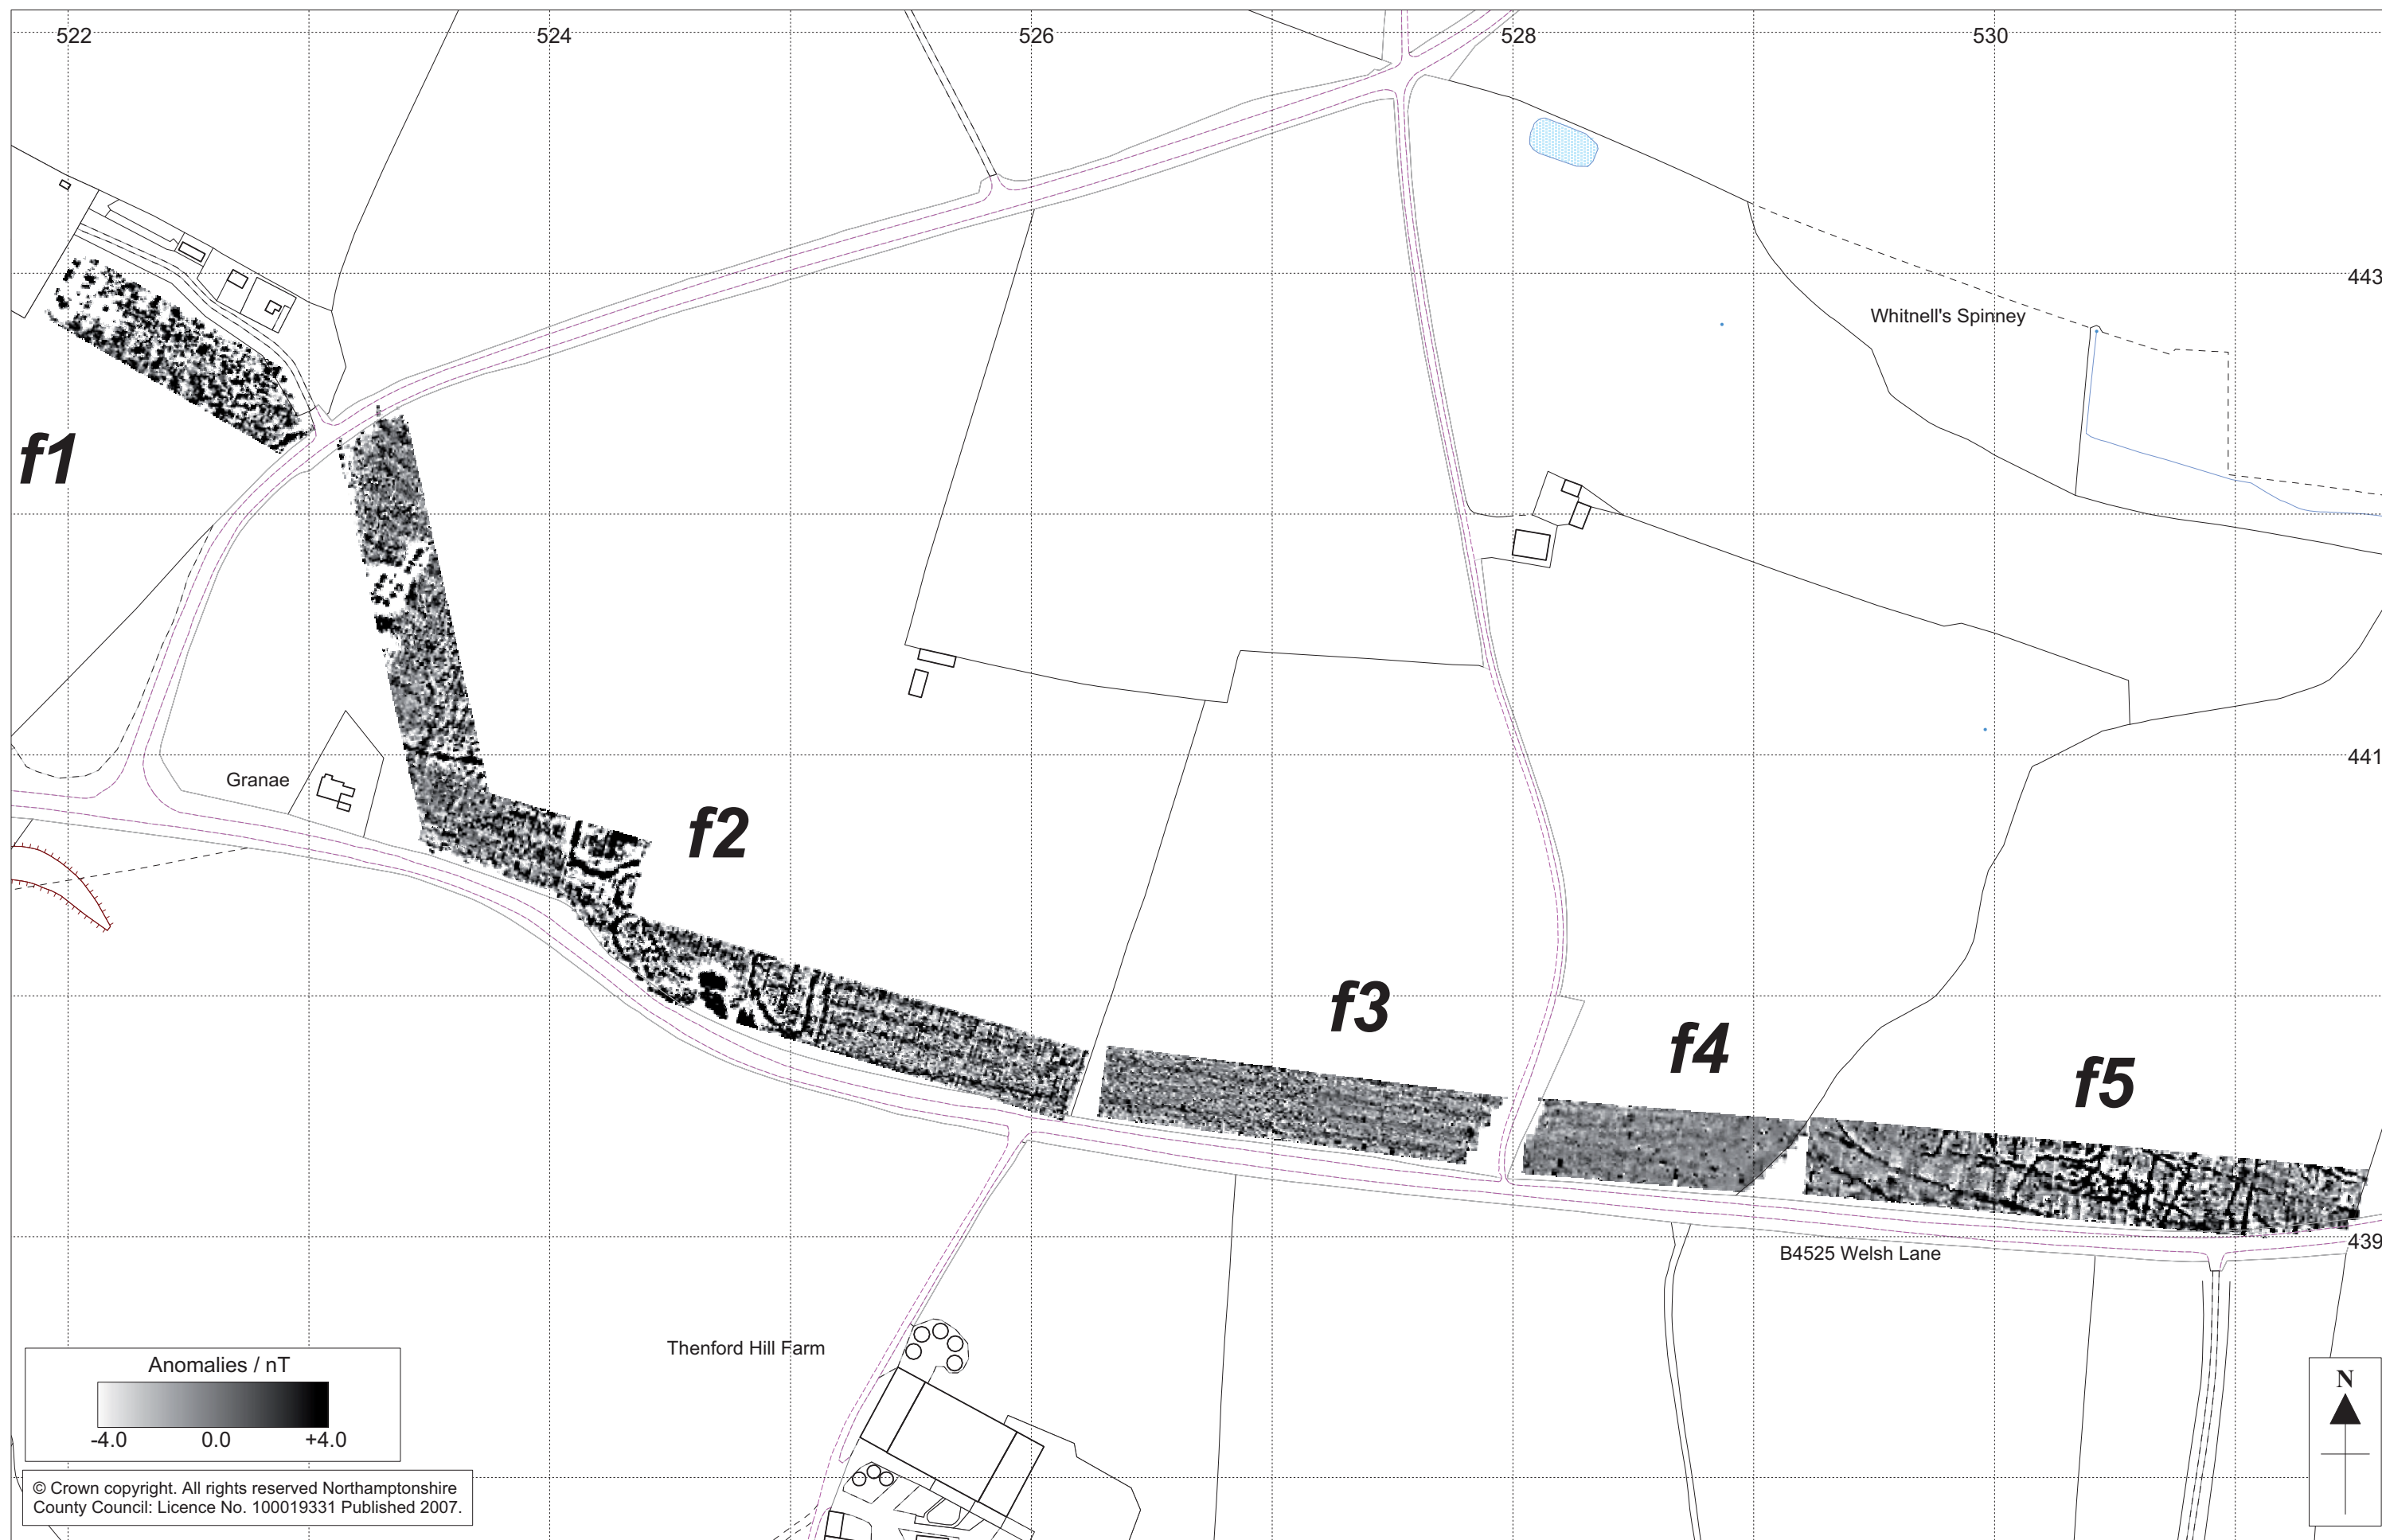 522
524
526
528
530
443
Whitnell's Spinney
f1
441
Granae
f2
f3
f4
f5
439
B4525 Welsh Lane
Thenford Hill Farm
Anomalies / nT
-4.0 0.0 +4.0
N
© Crown copyright. All rights reserved Northamptonshire
County Council: Licence No. 100019331 Published 2007.